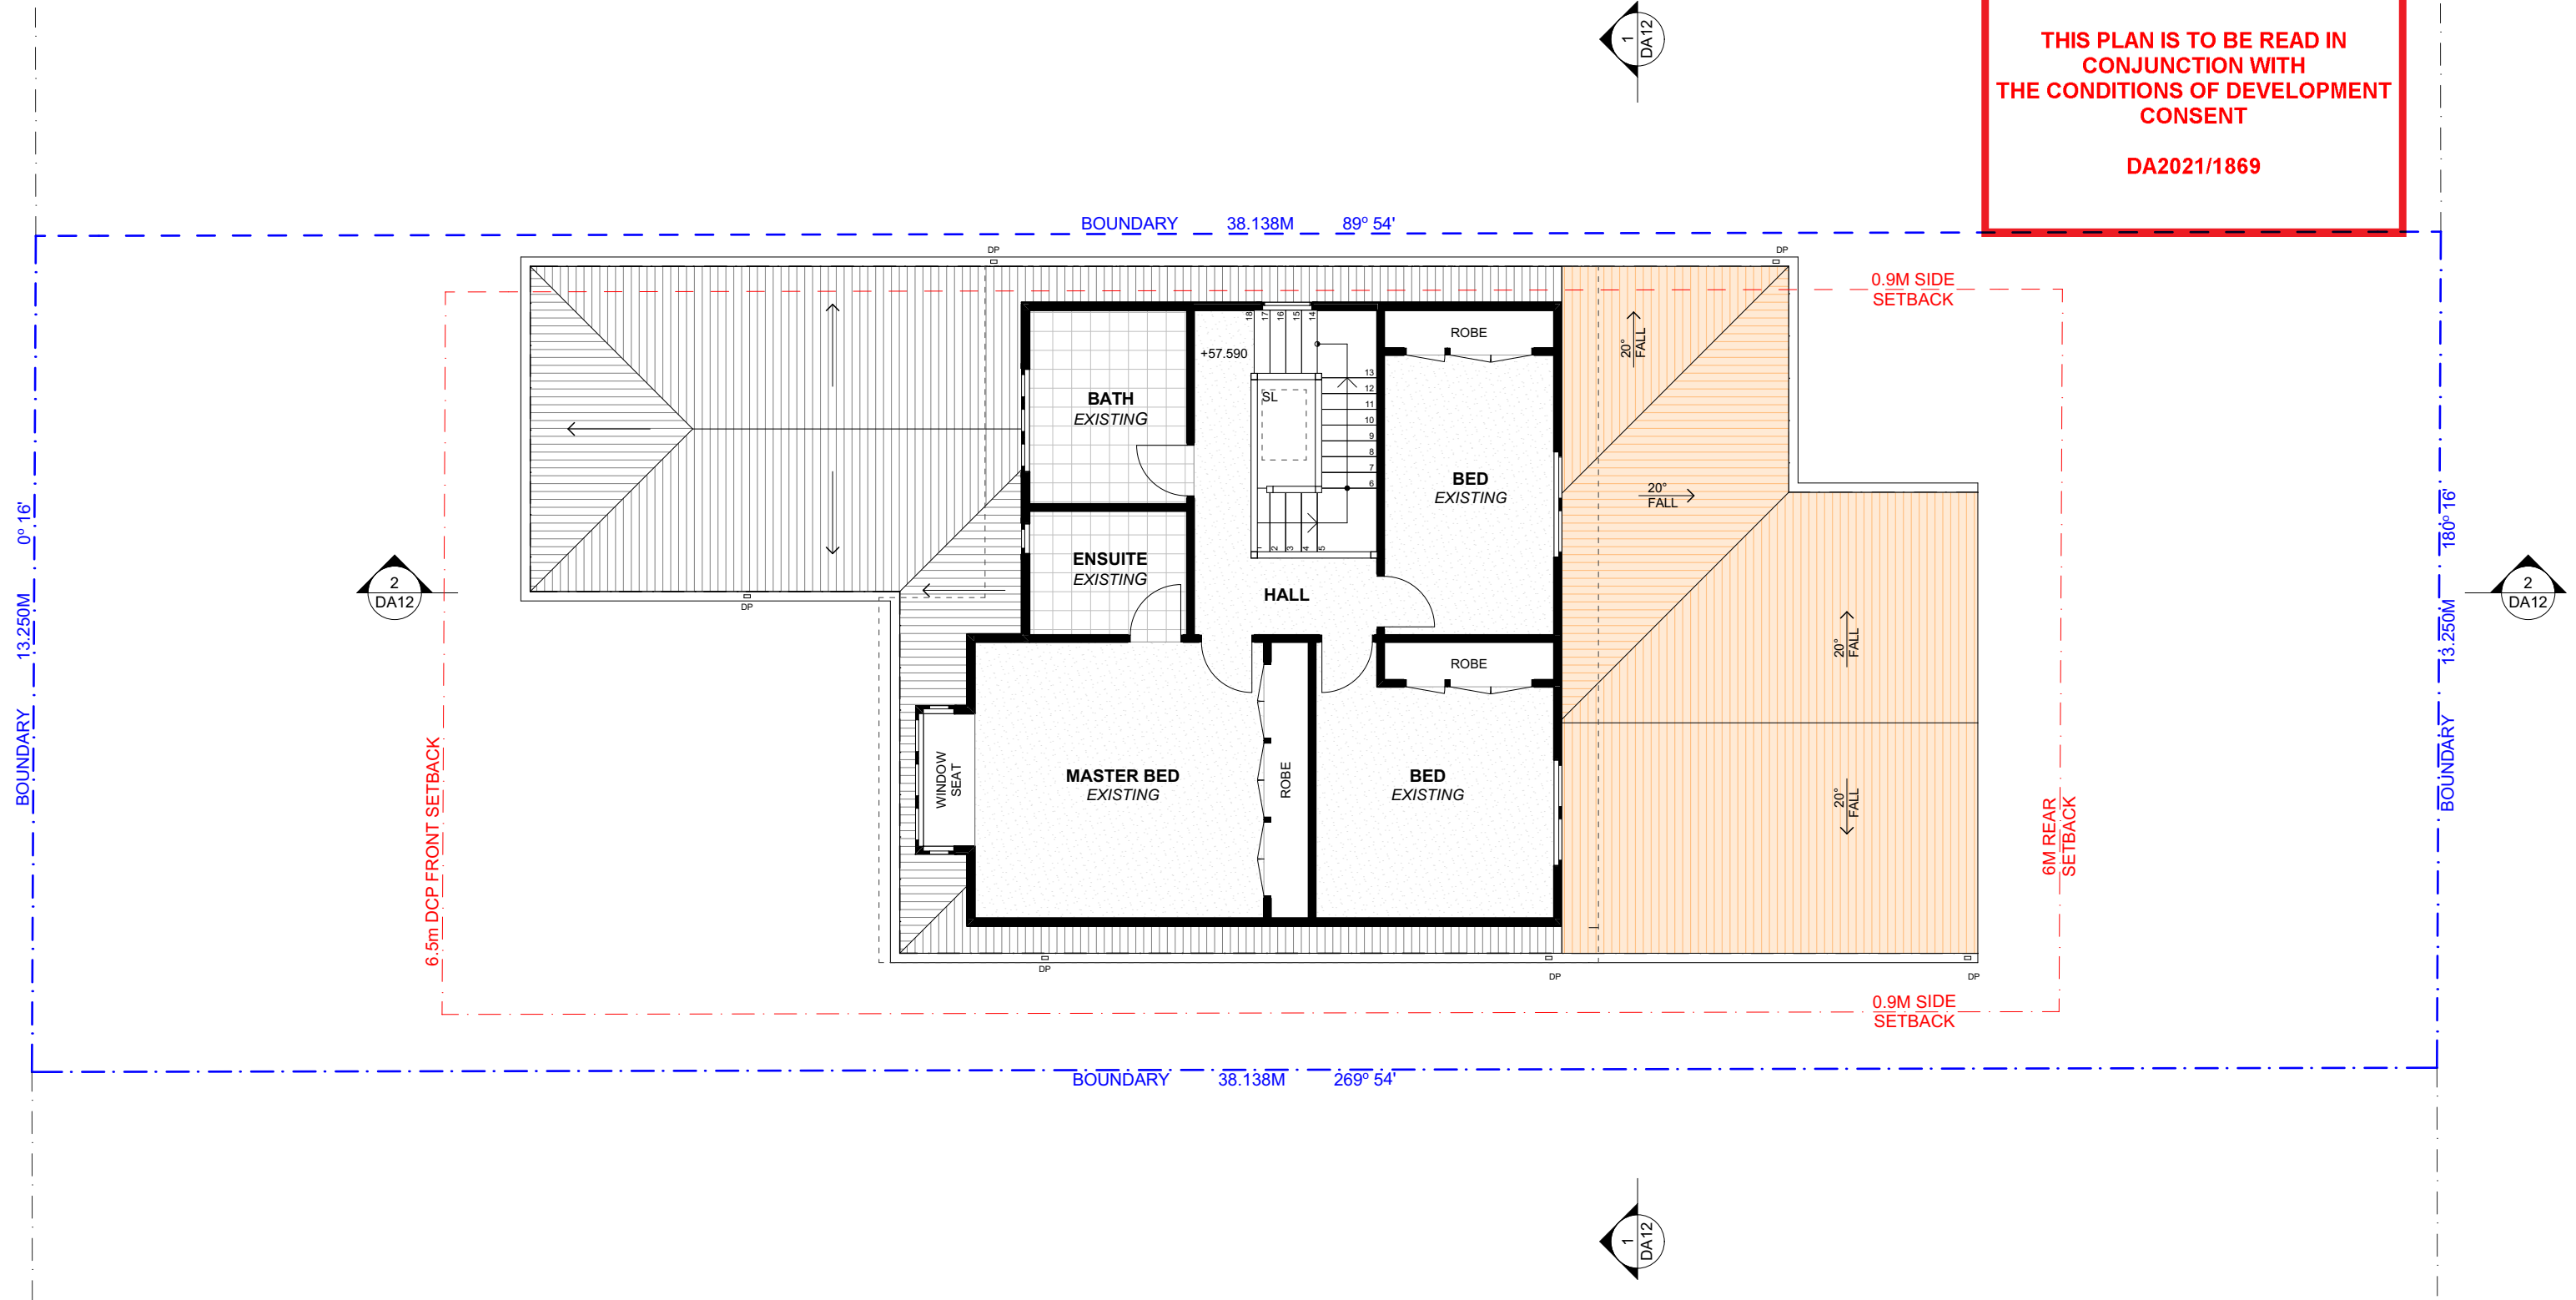 1
DA12
THIS PLAN IS TO BE READ IN
CONJUNCTION WITH
THE CONDITIONS OF DEVELOPMENT
CONSENT
DA2021/1869
BOUNDARY 38.138M 89° 54'
DP
DP
0.9M SIDE
SETBACK
18
17
16
15
14
ROBE
20°
FALL
+57.590
13
12
11
10
9
8
7
6
SL
BATH
EXISTING
BED
EXISTING
20°
FALL
BOUNDARY 13.250M 0° 16'
BOUNDARY 13.250M 180° 16'
1
2
3
4
5
ENSUITE
EXISTING
HALL
2
DA12
2
DA12
DP
20°
FALL
ROBE
6.5m DCP FRONT SETBACK
WINDOW
SEAT
MASTER BED
EXISTING
ROBE
BED
EXISTING
20°
FALL
6M REAR
SETBACK
DP
DP
DP
0.9M SIDE
SETBACK
BOUNDARY 38.138M 269° 54'
1
DA12